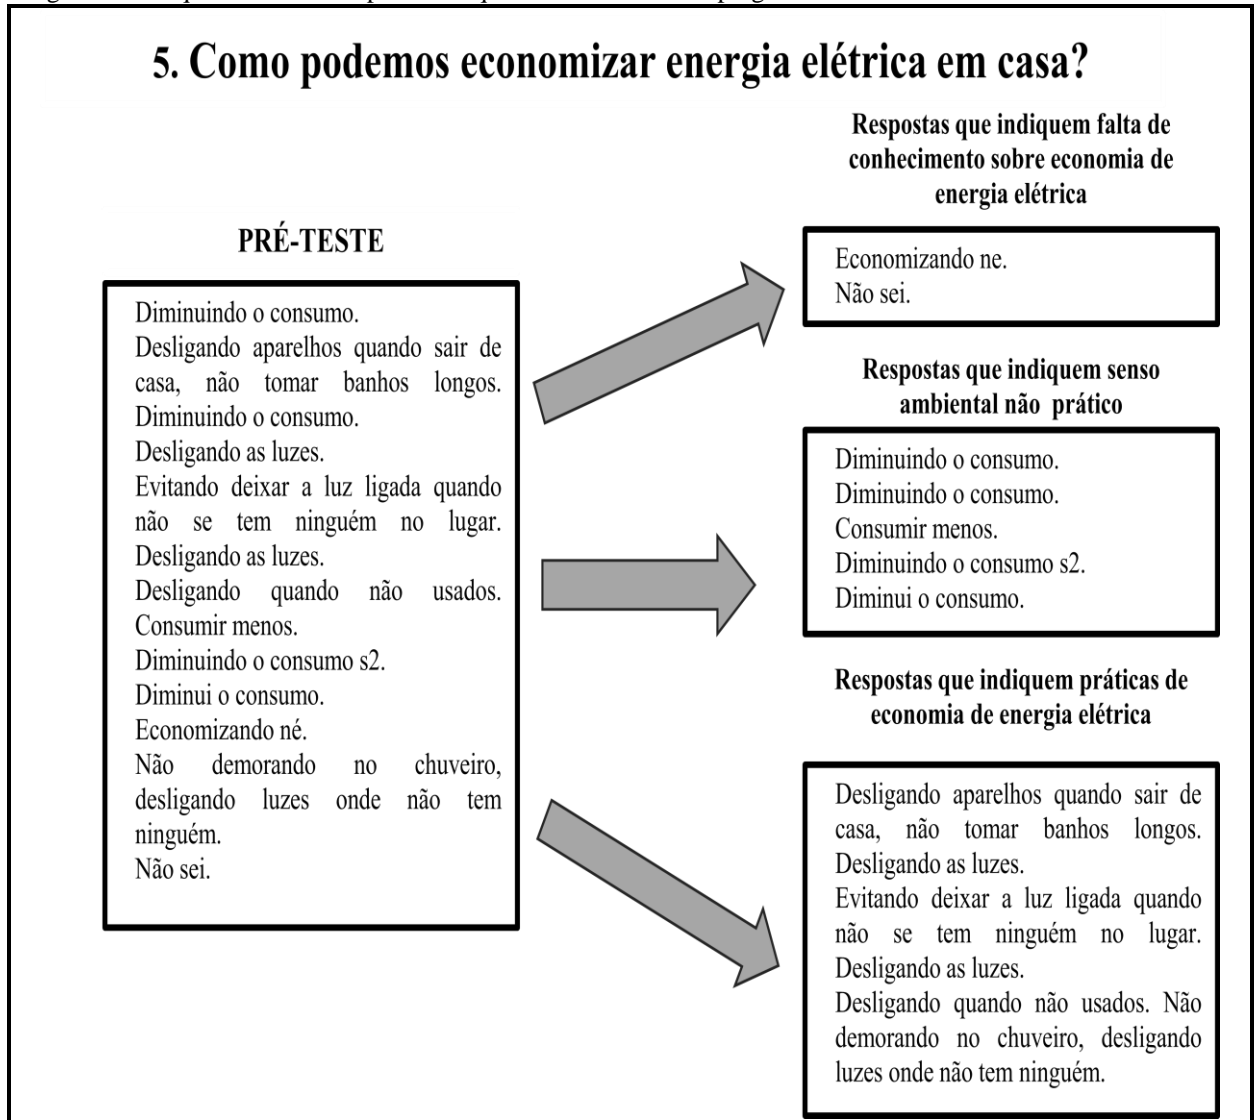 5. Como podemos economizar energia elétrica em casa?
PRÉ-TESTE
Diminuindo o consumo.
Desligando aparelhos quando sair de
casa, não tomar banhos longos.
Diminuindo o consumo.
Desligando as luzes.
Evitando deixar a luz ligada quando
não se tem ninguém no lugar.
Desligando as luzes.
Desligando quando não usados.
Consumir menos.
Diminuindo o consumo s2.
Diminui o consumo.
Economizando né.
Não demorando no chuveiro,
desligando luzes onde não tem
ninguém.
Não sei.
Respostas que indiquem falta de
conhecimento sobre economia de
energia elétrica
Economizando ne.
Não sei.
Respostas que indiquem senso
ambiental não prático
Diminuindo o consumo.
Diminuindo o consumo.
Consumir menos.
Diminuindo o consumo s2.
Diminui o consumo.
Respostas que indiquem práticas de
economia de energia elétrica
Desligando aparelhos quando sair de
casa, não tomar banhos longos.
Desligando as luzes.
Evitando deixar a luz ligada quando
não se tem ninguém no lugar.
Desligando as luzes.
Desligando quando não usados. Não
demorando no chuveiro, desligando
luzes onde não tem ninguém.